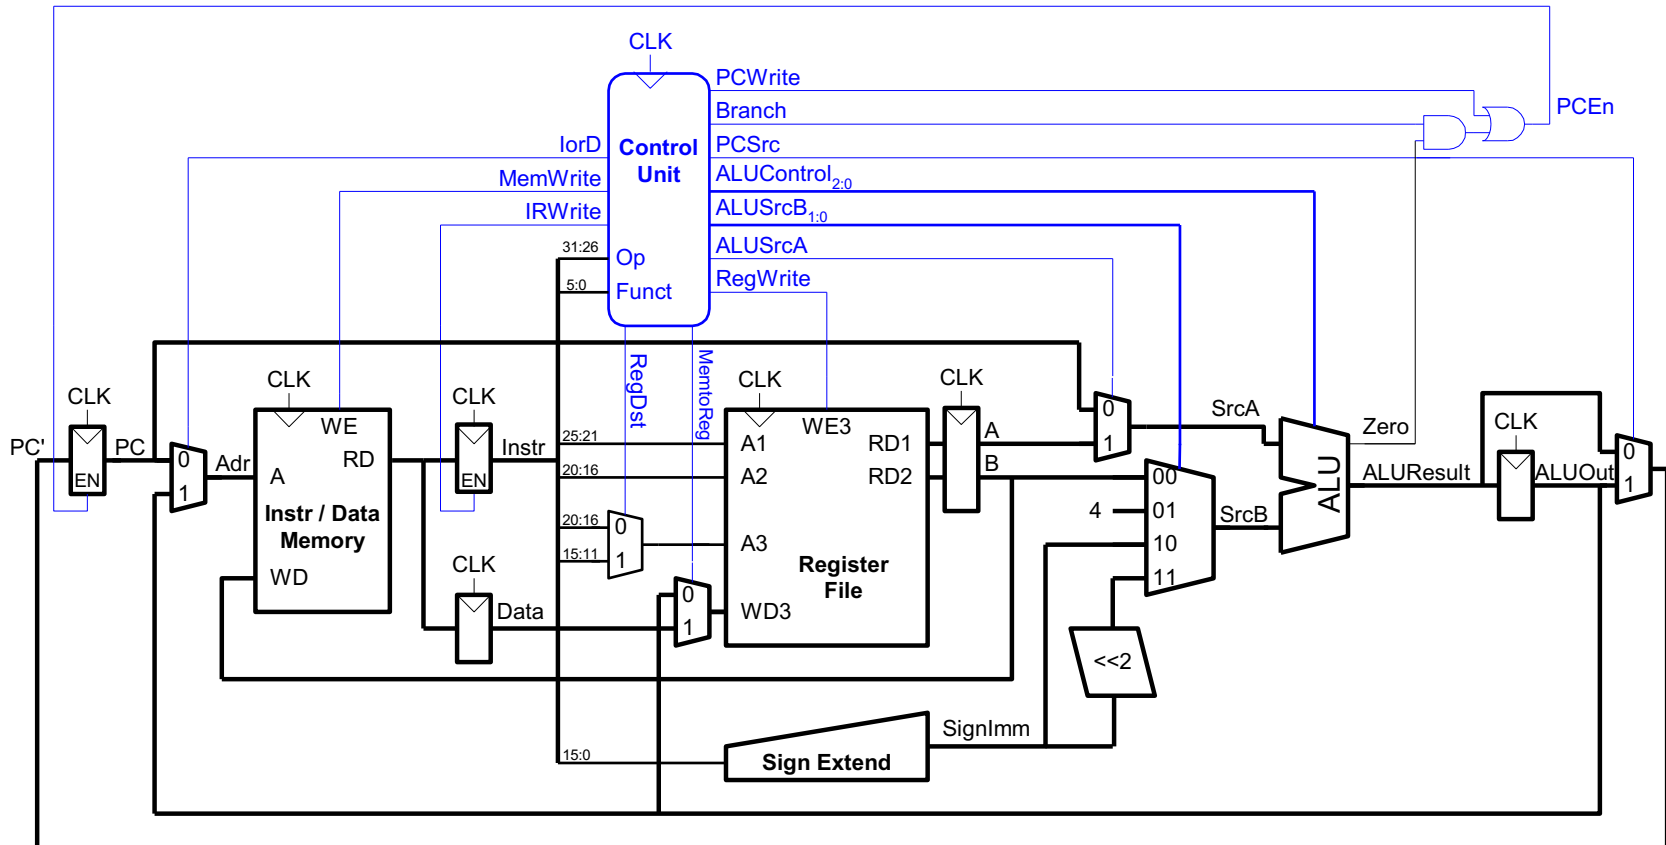 CLK
PCWrite
Branch
PCEn
IorD
Control
Unit
PCSrc
MemWrite
ALUControl2:0
IRWrite
ALUSrcB1:0
31:26
Op
ALUSrcA
5:0
Funct
RegWrite
RegDst
MemtoReg
CLK
CLK
CLK
CLK
CLK
CLK
PC'
EN
PC
0
1
Adr
WE
A
RD
Instr / Data
Memory
WD
EN
Instr
25:21
20:16
20:16
15:11
0
1
CLK
Data
0
1
A1
A2
A3
WD3
WE3
RD1
RD2
Register
File
A
B
0
1
SrcA
00
4
01
10
11
SrcB
ALU
Zero
ALUResult
ALUOut
0
1
<<2
SignImm
15:0
Sign Extend